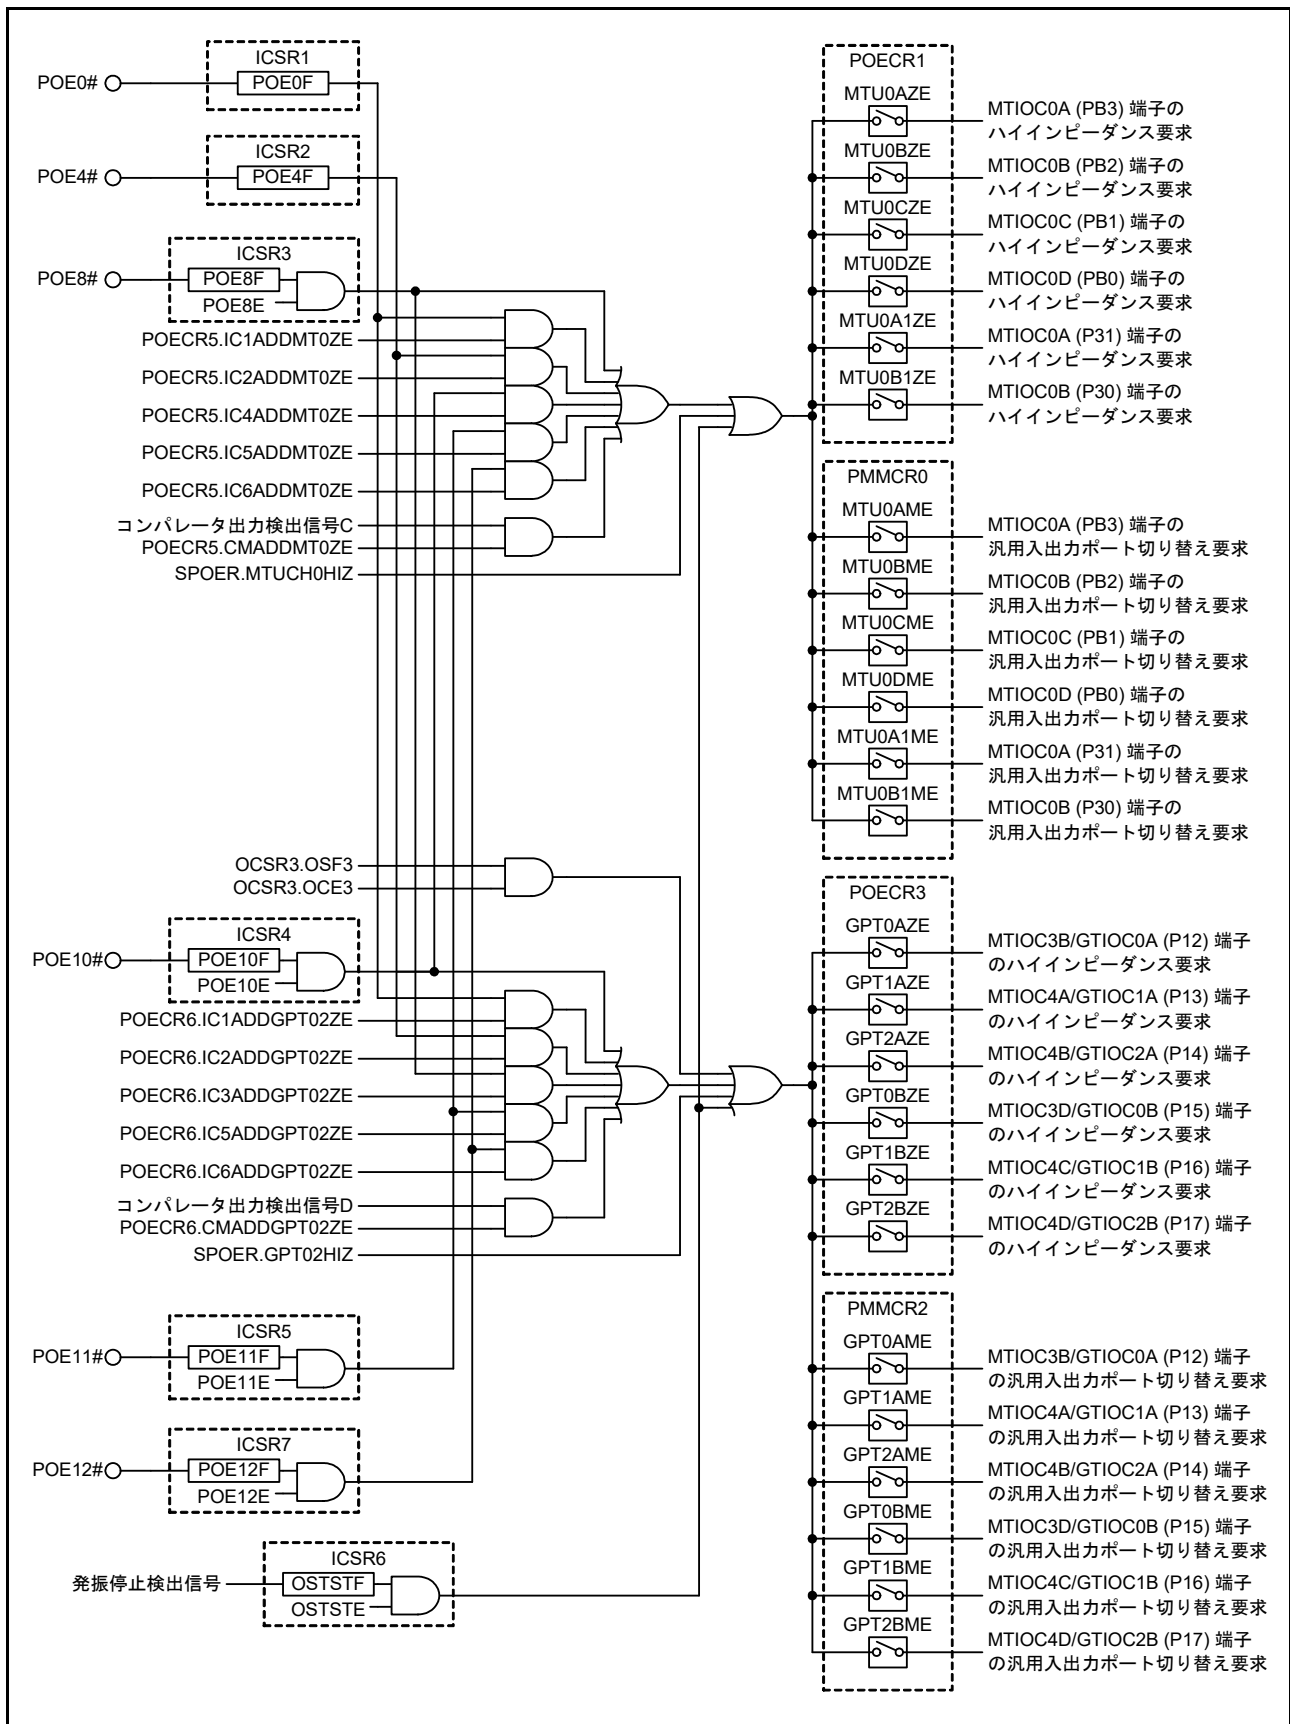 ICSR1
POE0#
POE0F
ICSR2
POE4#
POE4F
ICSR3
POE8#
POE8F
POE8E
POECR5.IC1ADDMT0ZE
POECR5.IC2ADDMT0ZE
POECR5.IC4ADDMT0ZE
POECR5.IC5ADDMT0ZE
POECR5.IC6ADDMT0ZE
コンパレータ出力検出信号C
POECR5.CMADDMT0ZE
SPOER.MTUCH0HIZ
OCSR3.OSF3
OCSR3.OCE3
ICSR4
POE10#
POE10F
POE10E
POECR6.IC1ADDGPT02ZE
POECR6.IC2ADDGPT02ZE
POECR6.IC3ADDGPT02ZE
POECR6.IC5ADDGPT02ZE
POECR6.IC6ADDGPT02ZE
コンパレータ出力検出信号D
POECR6.CMADDGPT02ZE
SPOER.GPT02HIZ
ICSR5
POE11#
POE11F
POE11E
ICSR7
POE12#
POE12F
POE12E
ICSR6
発振停止検出信号
OSTSTF
OSTSTE
POECR1
MTU0AZE
MTIOC0A (PB3) 端子の
ハイインピーダンス要求
MTU0BZE
MTIOC0B (PB2) 端子の
ハイインピーダンス要求
MTU0CZE
MTIOC0C (PB1) 端子の
ハイインピーダンス要求
MTU0DZE
MTIOC0D (PB0) 端子の
ハイインピーダンス要求
MTU0A1ZE
MTIOC0A (P31) 端子の
ハイインピーダンス要求
MTU0B1ZE
MTIOC0B (P30) 端子の
ハイインピーダンス要求
PMMCR0
MTU0AME
MTIOC0A (PB3) 端子の
汎用入出力ポート切り替え要求
MTU0BME
MTIOC0B (PB2) 端子の
汎用入出力ポート切り替え要求
MTU0CME
MTIOC0C (PB1) 端子の
汎用入出力ポート切り替え要求
MTU0DME
MTIOC0D (PB0) 端子の
汎用入出力ポート切り替え要求
MTU0A1ME
MTIOC0A (P31) 端子の
汎用入出力ポート切り替え要求
MTU0B1ME
MTIOC0B (P30) 端子の
汎用入出力ポート切り替え要求
POECR3
GPT0AZE
MTIOC3B/GTIOC0A (P12) 端子
のハイインピーダンス要求
GPT1AZE
MTIOC4A/GTIOC1A (P13) 端子
のハイインピーダンス要求
GPT2AZE
MTIOC4B/GTIOC2A (P14) 端子
のハイインピーダンス要求
GPT0BZE
MTIOC3D/GTIOC0B (P15) 端子
のハイインピーダンス要求
GPT1BZE
MTIOC4C/GTIOC1B (P16) 端子
のハイインピーダンス要求
GPT2BZE
MTIOC4D/GTIOC2B (P17) 端子
のハイインピーダンス要求
PMMCR2
GPT0AME
MTIOC3B/GTIOC0A (P12) 端子
の汎用入出力ポート切り替え要求
GPT1AME
MTIOC4A/GTIOC1A (P13) 端子
の汎用入出力ポート切り替え要求
GPT2AME
MTIOC4B/GTIOC2A (P14) 端子
の汎用入出力ポート切り替え要求
GPT0BME
MTIOC3D/GTIOC0B (P15) 端子
の汎用入出力ポート切り替え要求
GPT1BME
MTIOC4C/GTIOC1B (P16) 端子
の汎用入出力ポート切り替え要求
GPT2BME
MTIOC4D/GTIOC2B (P17) 端子
の汎用入出力ポート切り替え要求